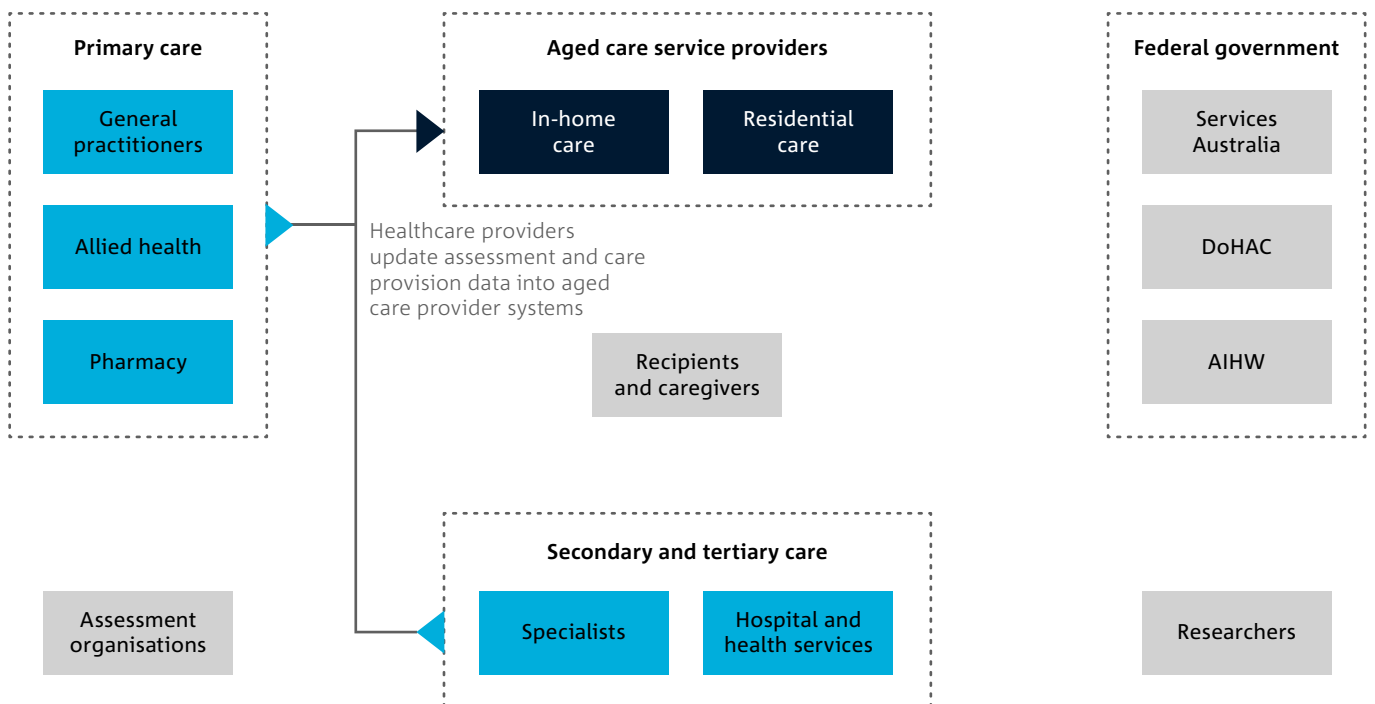 Primary care
General
practitioners
Allied health
Pharmacy
Aged care service providers
In-home
care
Residential
care
Healthcare providers
update assessment and care
provision data into aged
care provider systems
Recipients
and caregivers
Federal government
Services
Australia
DoHAC
AIHW
Assessment
organisations
Secondary and tertiary care
Specialists
Hospital and
health services
Researchers